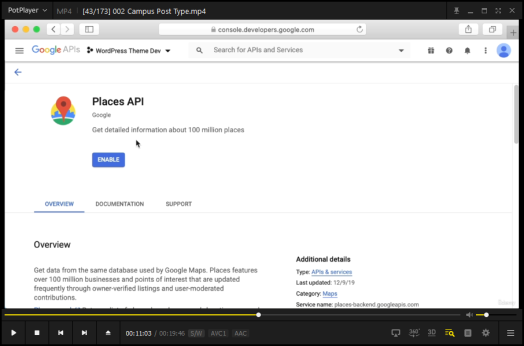 PotPlayer MP4 [43/173] 002 Campus Post Type.mp4
console.developers.google.com
Google APIs WordPress Theme Dev Search for APIs and Services
Places API
Google
Get detailed information about 100 million places
ENABLE
OVERVIEW DOCUMENTATION SUPPORT
Overview
Get data from the same database used by Google Maps. Places features
over 100 million businesses and points of interest that are updated
frequently through owner-verified listings and user-moderated
contributions.
Additional details
Type: APIs & services
Last updated: 12/9/19
Category: Maps
Service name: places-backend.googleapis.com
00:11:03 / 00:19:46 S/W AVC1 AAC
360° 3D